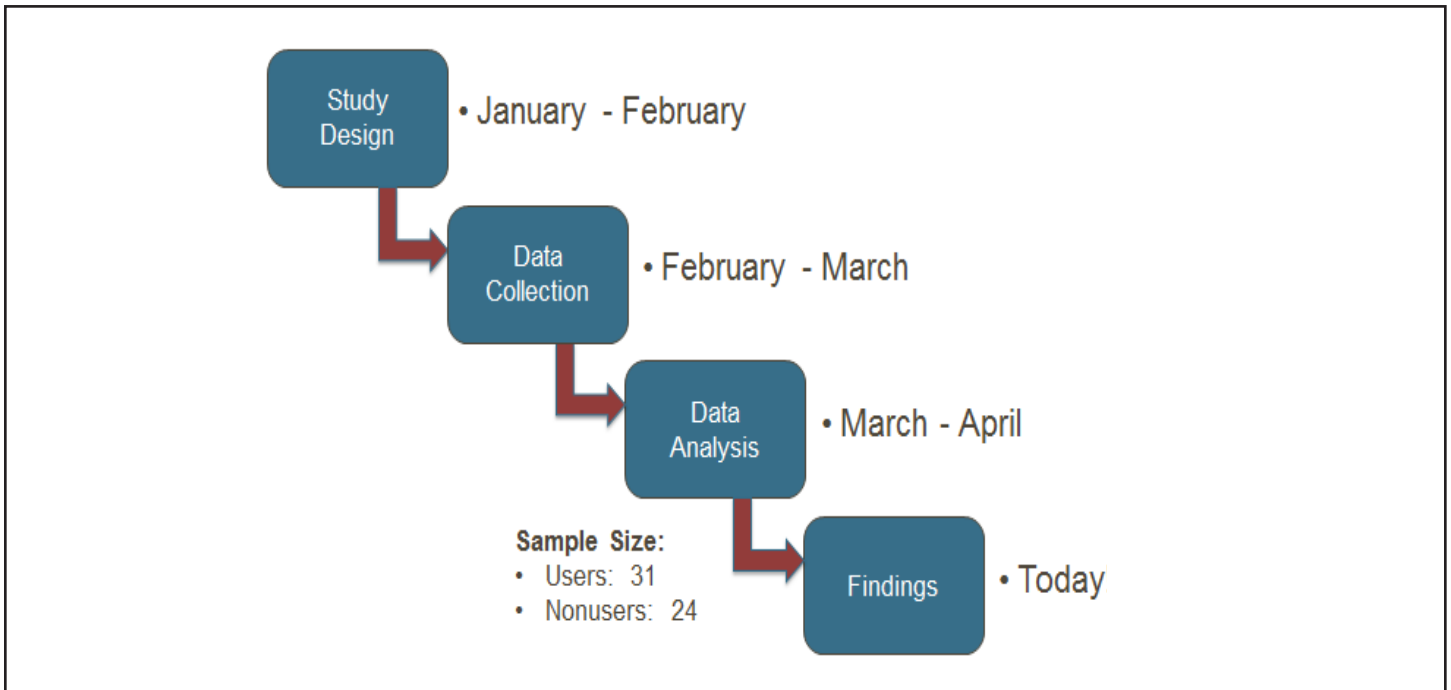 Study
Design
• January - February
Data
Collection
• February - March
Data
Analysis
• March - April
Sample Size:
• Users: 31
• Nonusers: 24
Findings
• Today